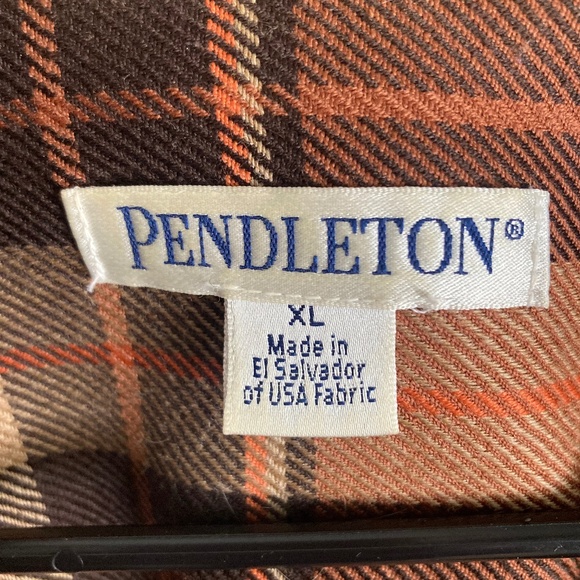 PENDLETON®
XL
Made in
El Salvador
of USA Fabric